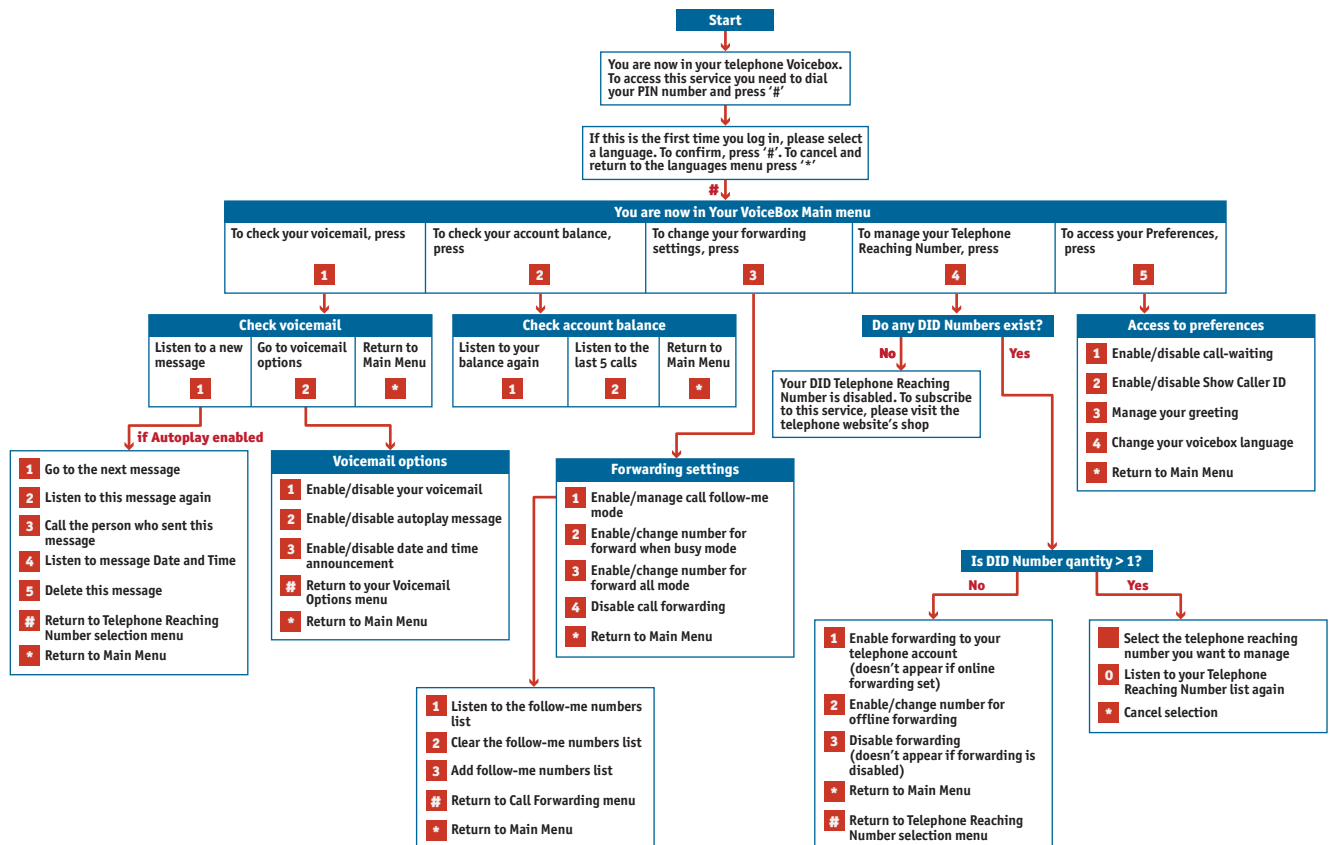 Start
You are now in your telephone Voicebox.
To access this service you need to dial
your PIN number and press ‘#’
If this is the first time you log in, please select
a language. To confirm, press ‘#’. To cancel and
return to the languages menu press ‘*’
#
You are now in Your VoiceBox Main menu
To check your voicemail, press
1
To check your account balance,
press
2
To change your forwarding
settings, press
3
To manage your Telephone
Reaching Number, press
4
To access your Preferences,
press
5
Check voicemail
Listen to a new
message
1
Go to voicemail
options
2
Return to
Main Menu
*
Check account balance
Listen to your
balance again
1
Listen to the
last 5 calls
2
Return to
Main Menu
*
Do any DID Numbers exist?
No
Yes
Your DID Telephone Reaching
Number is disabled. To subscribe
to this service, please visit the
telephone website’s shop
Access to preferences
1 Enable/disable call-waiting
2 Enable/disable Show Caller ID
3 Manage your greeting
4 Change your voicebox language
* Return to Main Menu
if Autoplay enabled
1 Go to the next message
2 Listen to this message again
3 Call the person who sent this
message
4 Listen to message Date and Time
5 Delete this message
# Return to Telephone Reaching
Number selection menu
* Return to Main Menu
Voicemail options
1 Enable/disable your voicemail
2 Enable/disable autoplay message
3 Enable/disable date and time
announcement
# Return to your Voicemail
Options menu
* Return to Main Menu
Forwarding settings
1 Enable/manage call follow-me
mode
2 Enable/change number for
forward when busy mode
3 Enable/change number for
forward all mode
4 Disable call forwarding
* Return to Main Menu
Is DID Number qantity > 1?
No
Yes
1 Listen to the follow-me numbers
list
2 Clear the follow-me numbers list
3 Add follow-me numbers list
# Return to Call Forwarding menu
* Return to Main Menu
1 Enable forwarding to your
telephone account
(doesn’t appear if online
forwarding set)
2 Enable/change number for
offline forwarding
3 Disable forwarding
(doesn’t appear if forwarding is
disabled)
* Return to Main Menu
# Return to Telephone Reaching
Number selection menu
Select the telephone reaching
number you want to manage
0 Listen to your Telephone
Reaching Number list again
* Cancel selection